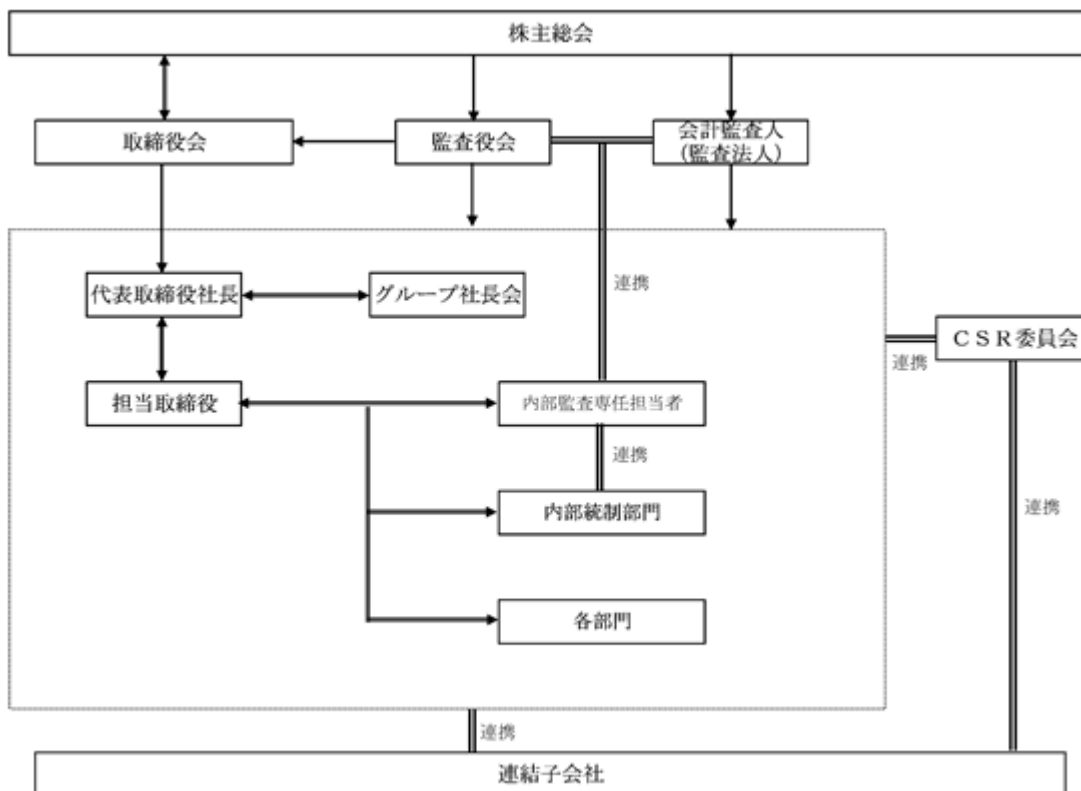 株主総会
取締役会
監査役会
会計監査人
(監査法人)
代表取締役社長
グループ社長会
連携
ＣＳＲ委員会
連携
担当取締役
内部監査専任担当者
連携
内部統制部門
連携
各部門
連携
連結子会社